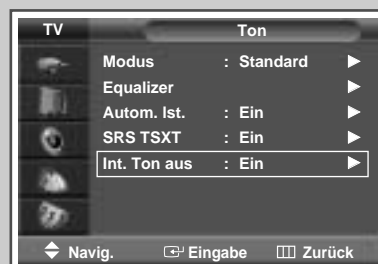 TV Ton
Modus : Standard
Equalizer
Autom. lst. : Ein
SRS TSXT : Ein
Int. Ton aus : Ein
Navig. Eingabe Zurück